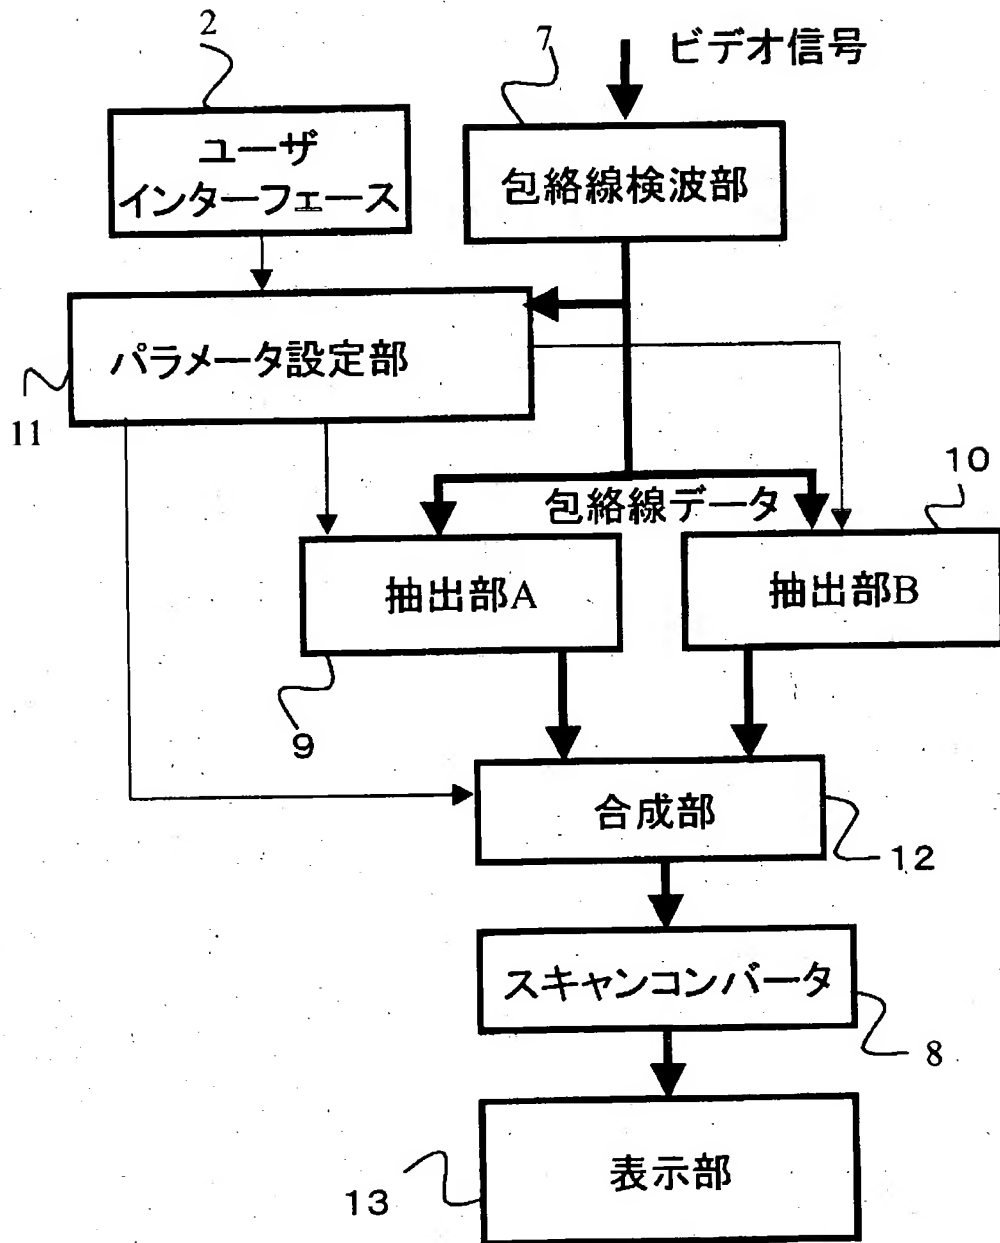 2
7
ビデオ信号
ユーザ
インターフェース
包絡線検波部
パラメータ設定部
11
10
包絡線データ
抽出部A
抽出部B
9
合成部
12
スキャンコンバータ
8
表示部
13